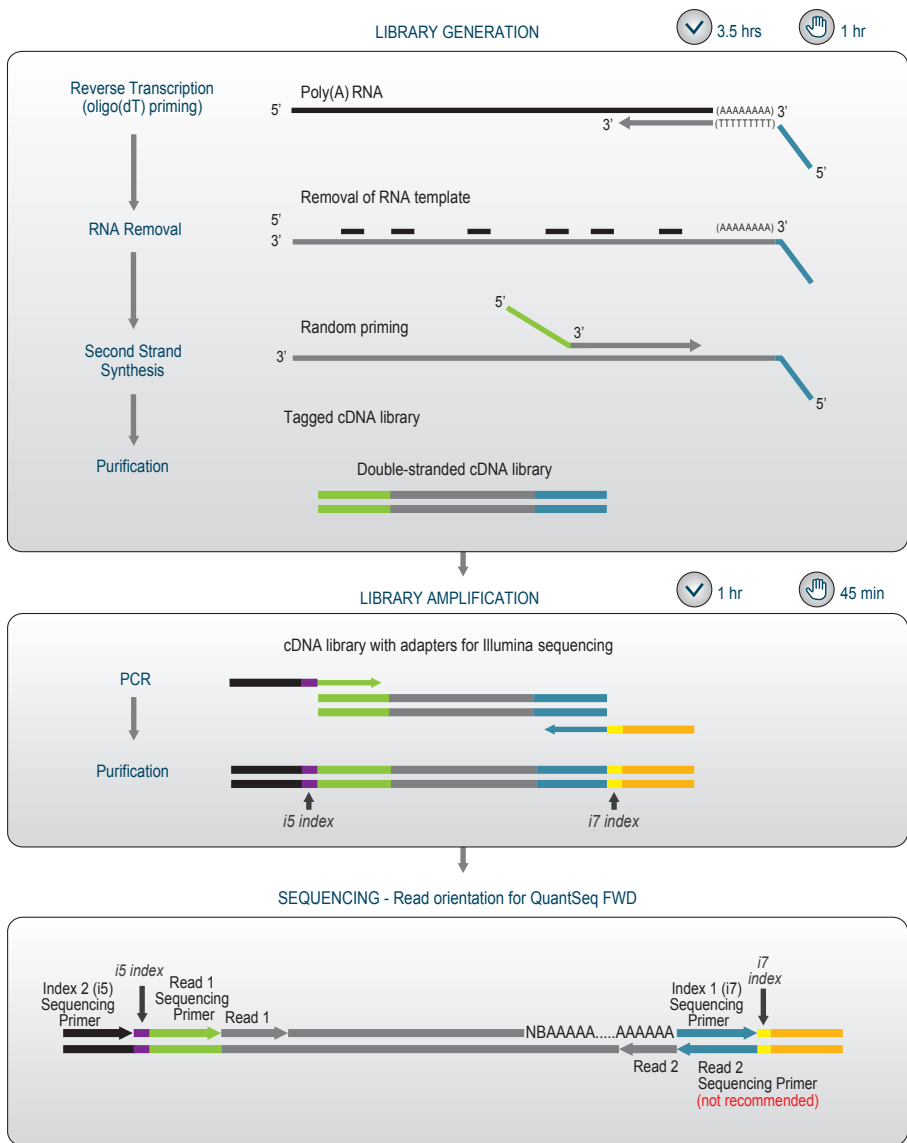 LIBRARY GENERATION
3.5 hrs
1 hr
Reverse Transcription
(oligo(dT) priming)
Poly(A) RNA
5’
(AAAAAAAA)
3’
3’
(TTTTTTTTT)
5’
Removal of RNA template
5’
RNA Removal
(AAAAAAAA)
3’
3’
5’
Random priming
3’
Second Strand
Synthesis
3’
5’
Tagged cDNA library
Purification
Double-stranded cDNA library
LIBRARY AMPLIFICATION
1 hr
45 min
cDNA library with adapters for Illumina sequencing
PCR
Purification
i5 index
i7 index
SEQUENCING - Read orientation for QuantSeq FWD
Index 2 (i5)
Sequencing
Primer
i5 index
Read 1
Sequencing
Primer
Read 1
NBAAAAA.....AAAAAA
Index 1 (i7)
Sequencing
Primer
i7
index
Read 2
Read 2
Sequencing Primer
(not recommended)